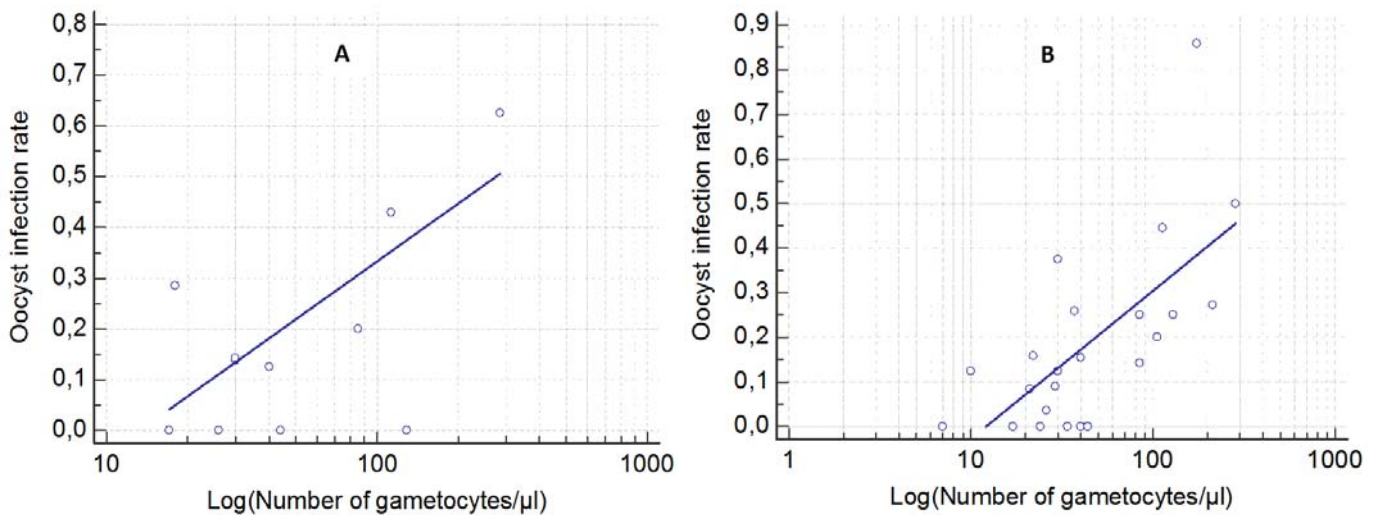 A
0,8
0,7
0,6
0,5
0,4
0,3
0,2
0,1
0,0
Oocyst infection rate
10 100 1000
Log(Number of gametocytes/µl)
B
0,9
0,8
0,7
0,6
0,5
0,4
0,3
0,2
0,1
0,0
Oocyst infection rate
1 10 100 1000
Log(Number of gametocytes/µl)